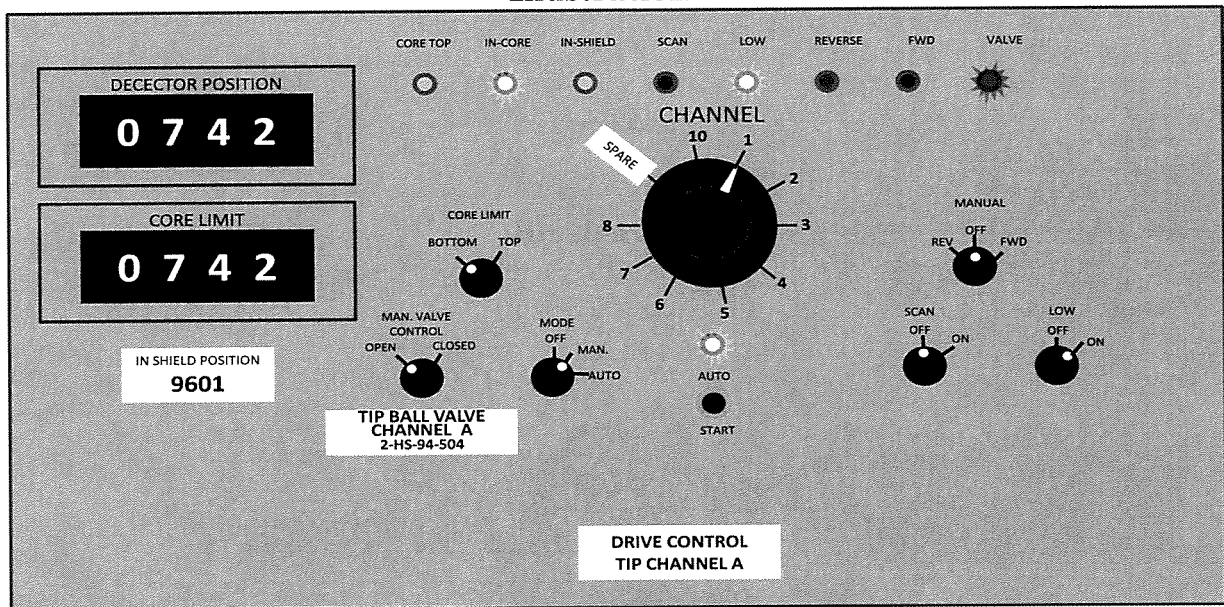 CORE TOP IN-CORE IN-SHIELD SCAN LOW REVERSE FWD VALVE
DECECTOR POSITION
0 7 4 2
CORE LIMIT
0 7 4 2
IN SHIELD POSITION
9601
CHANNEL
SPARE
10
1
2
3
4
5
6
7
8
CORE LIMIT
BOTTOM TOP
MAN. VALVE
CONTROL
OPEN CLOSED
MODE
OFF
MAN.
AUTO
TIP BALL VALVE
CHANNEL A
2-HS-94-504
AUTO
START
MANUAL
OFF
REV FWD
SCAN
OFF
ON
LOW
OFF
ON
DRIVE CONTROL
TIP CHANNEL A